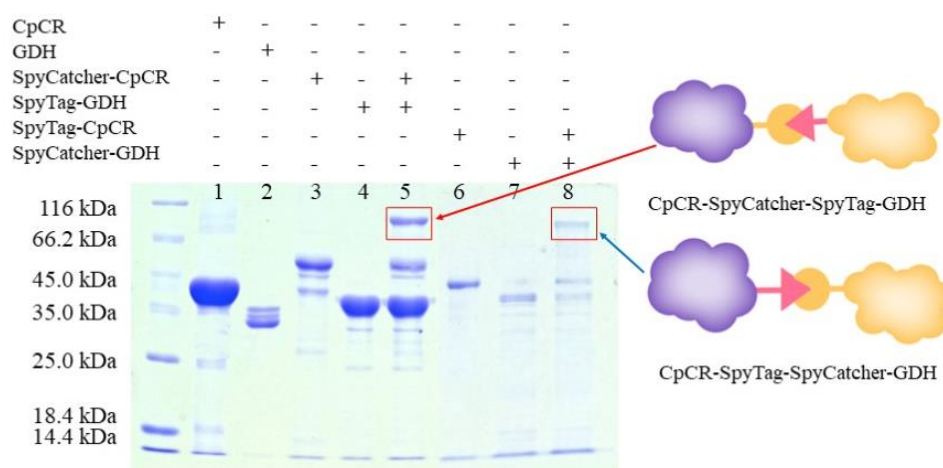 CpCR + - - - - - - -
GDH - + - - - - - -
SpyCatcher-CpCR - - + - + - - -
SpyTag-GDH - - - + + - - -
SpyTag-CpCR - - - - - + - +
SpyCatcher-GDH - - - - - - + +
1 2 3 4 5 6 7 8
116 kDa
66.2 kDa
45.0 kDa
35.0 kDa
25.0 kDa
18.4 kDa
14.4 kDa
CpCR-SpyCatcher-SpyTag-GDH
CpCR-SpyTag-SpyCatcher-GDH